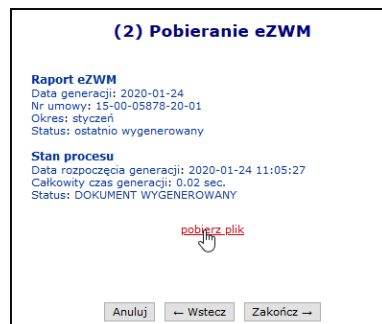 (2) Pobieranie eZWM
Raport eZWM
Data generacji: 2020-01-24
Nr umowy: 15-00-05878-20-01
Okres: styczeń
Status: ostatnio wygenerowany
Stan procesu
Data rozpoczęcia generacji: 2020-01-24 11:05:27
Całkowity czas generacji: 0.02 sec.
Status: DOKUMENT WYGENEROWANY
pobierz plik
Anuluj ← Wstecz Zakończ →